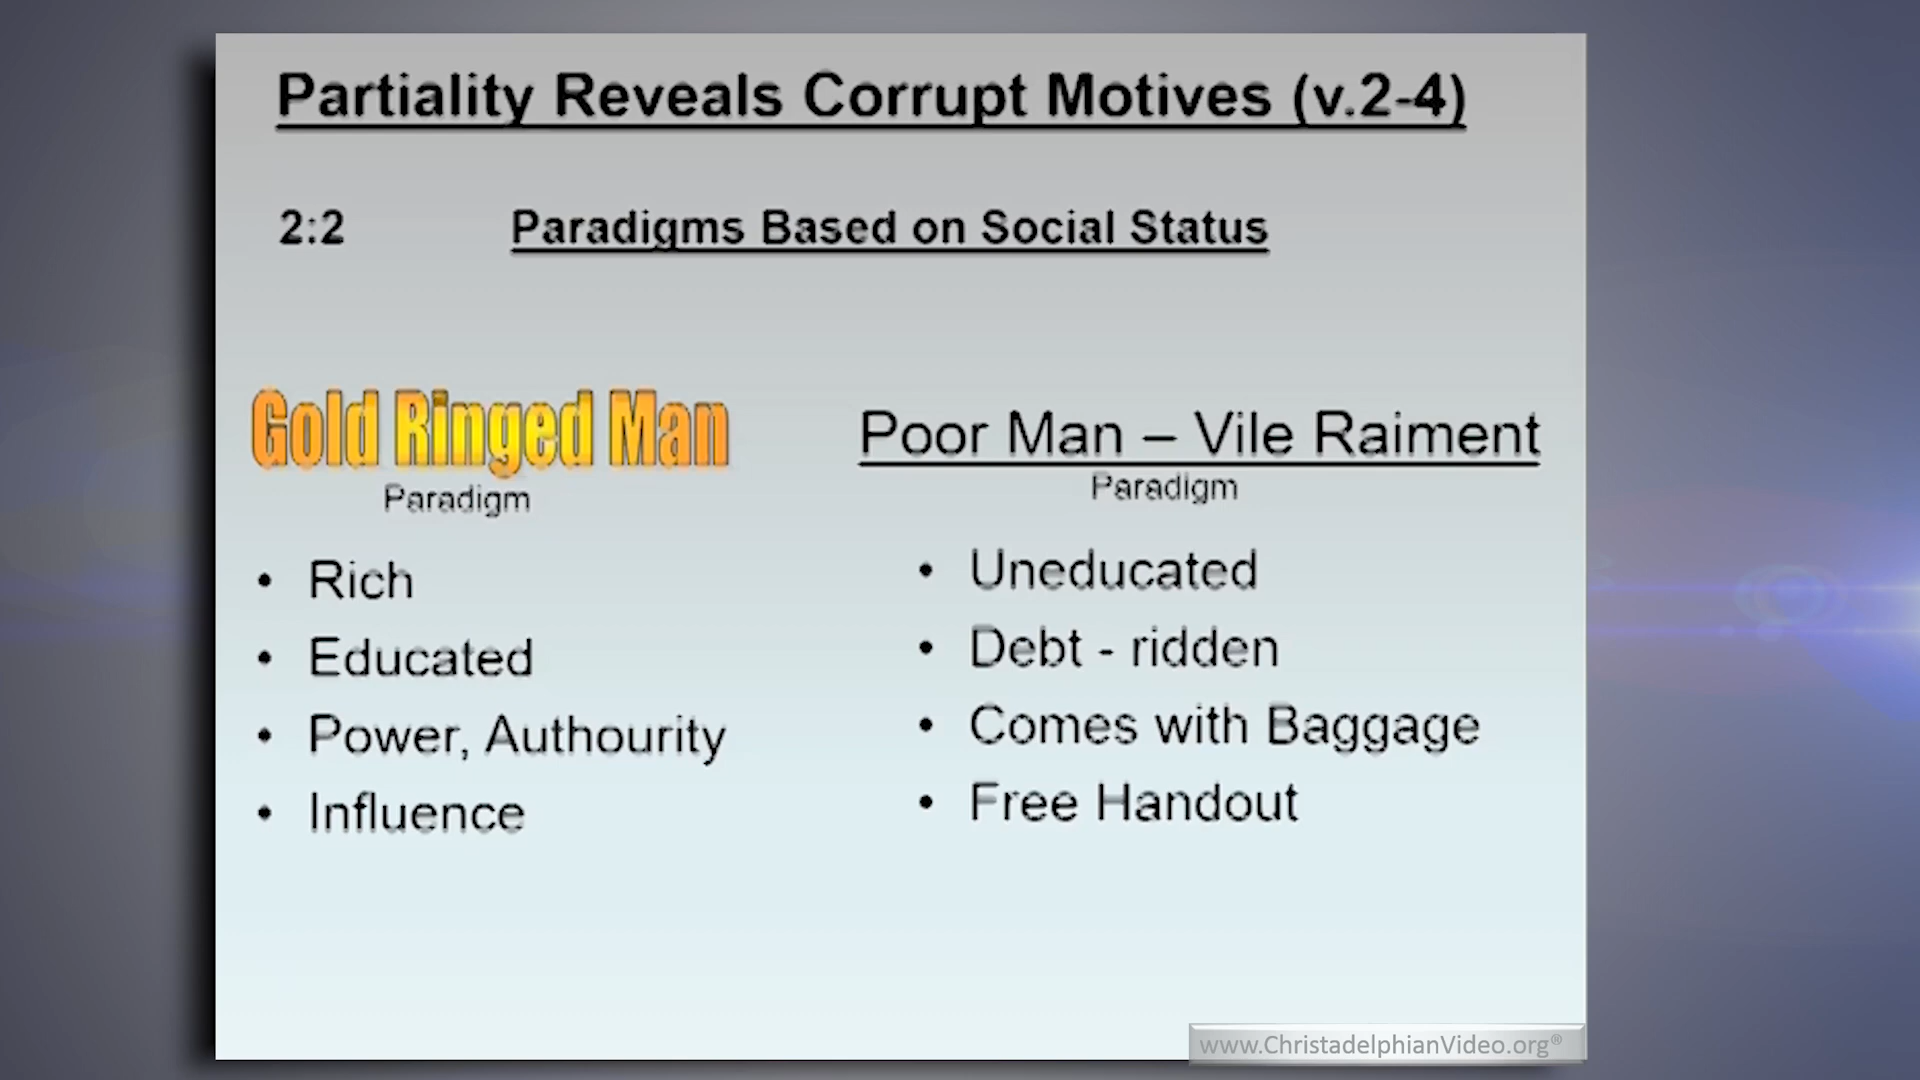 Partiality Reveals Corrupt Motives (v.2-4)
2:2 Paradigms Based on Social Status
Gold Ringed Man
Paradigm
• Rich
• Educated
• Power, Authourity
• Influence
Poor Man – Vile Raiment
Paradigm
• Uneducated
• Debt - ridden
• Comes with Baggage
• Free Handout
www.ChristadelphianVideo.org®